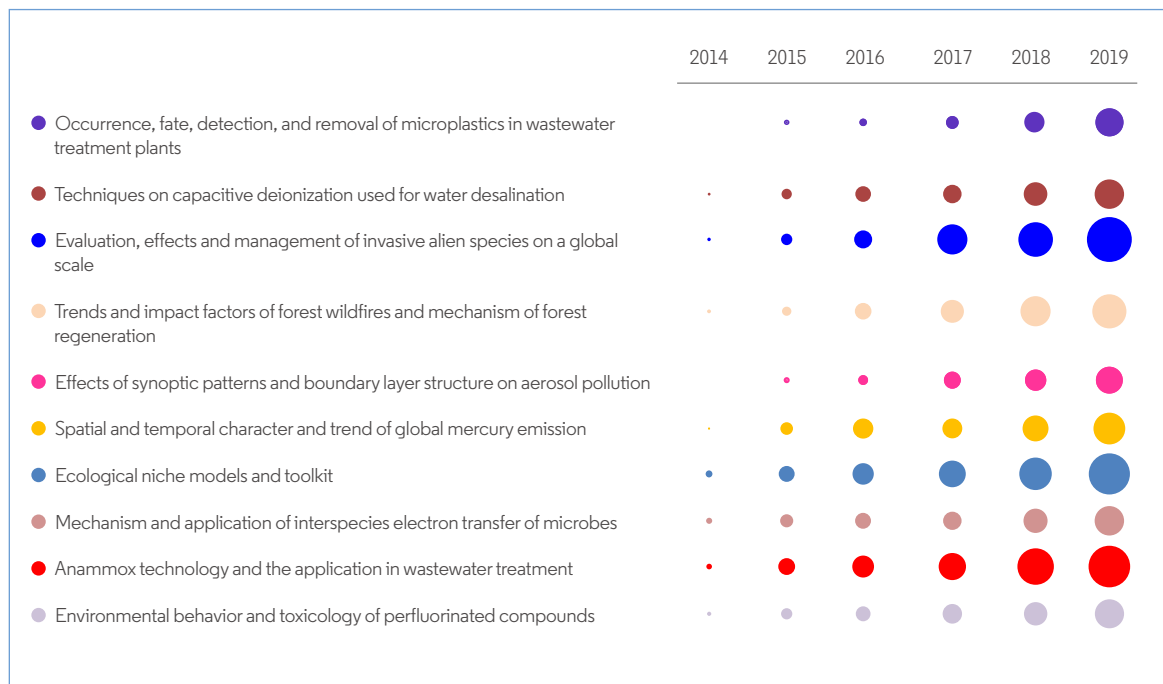 2014 2015 2016 2017 2018 2019
Occurrence, fate, detection, and removal of microplastics in wastewater
treatment plants
Techniques on capacitive deionization used for water desalination
Evaluation, effects and management of invasive alien species on a global
scale
Trends and impact factors of forest wildfires and mechanism of forest
regeneration
Effects of synoptic patterns and boundary layer structure on aerosol pollution
Spatial and temporal character and trend of global mercury emission
Ecological niche models and toolkit
Mechanism and application of interspecies electron transfer of microbes
Anammox technology and the application in wastewater treatment
Environmental behavior and toxicology of perfluorinated compounds